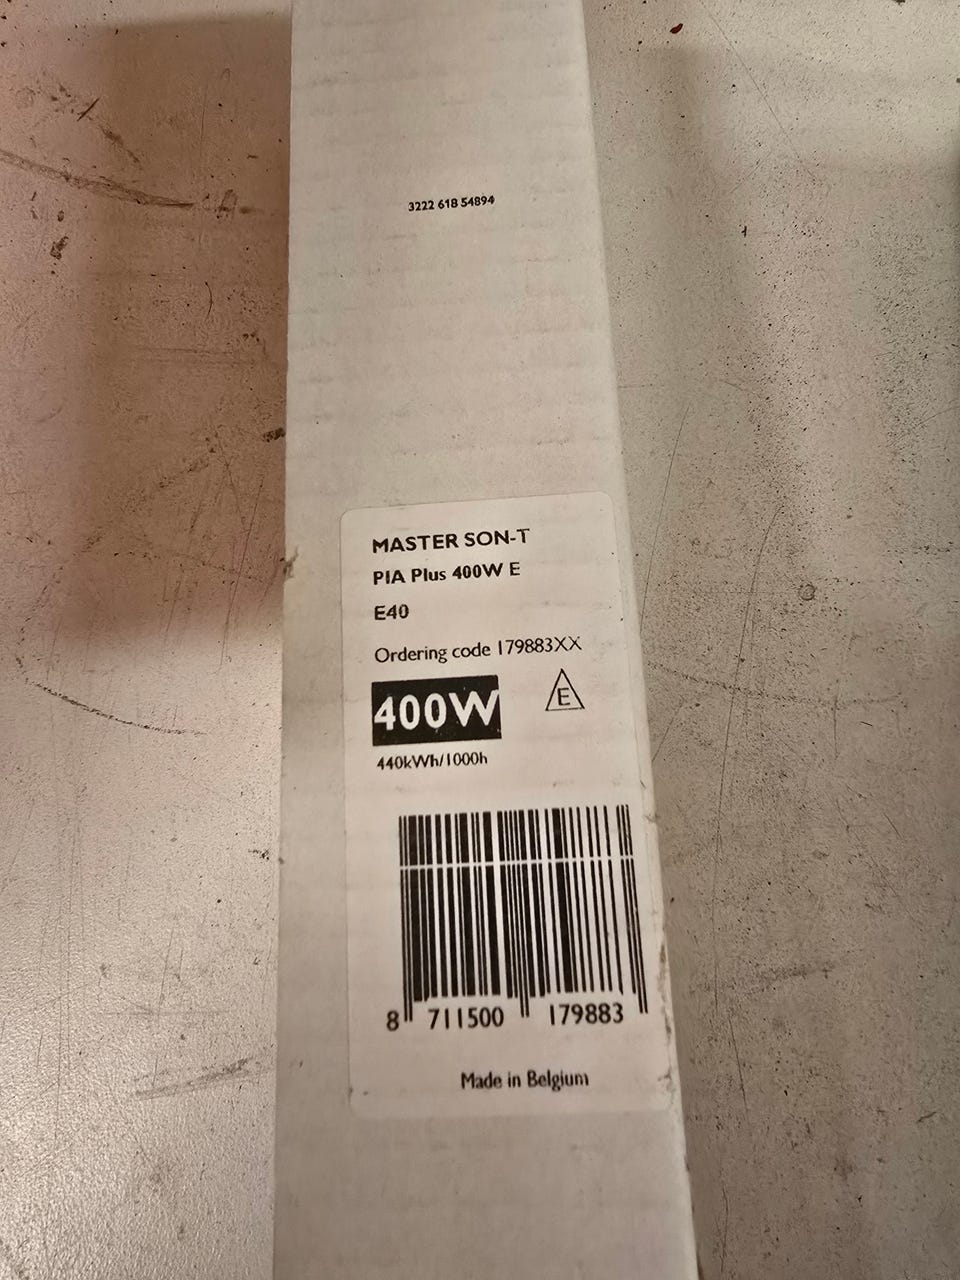 3222 618 54894
MASTER SON-T
PIA Plus 400W E
E40
Ordering code 179883XX
400W
E
440kWh/1000h
8 711500 179883
Made in Belgium